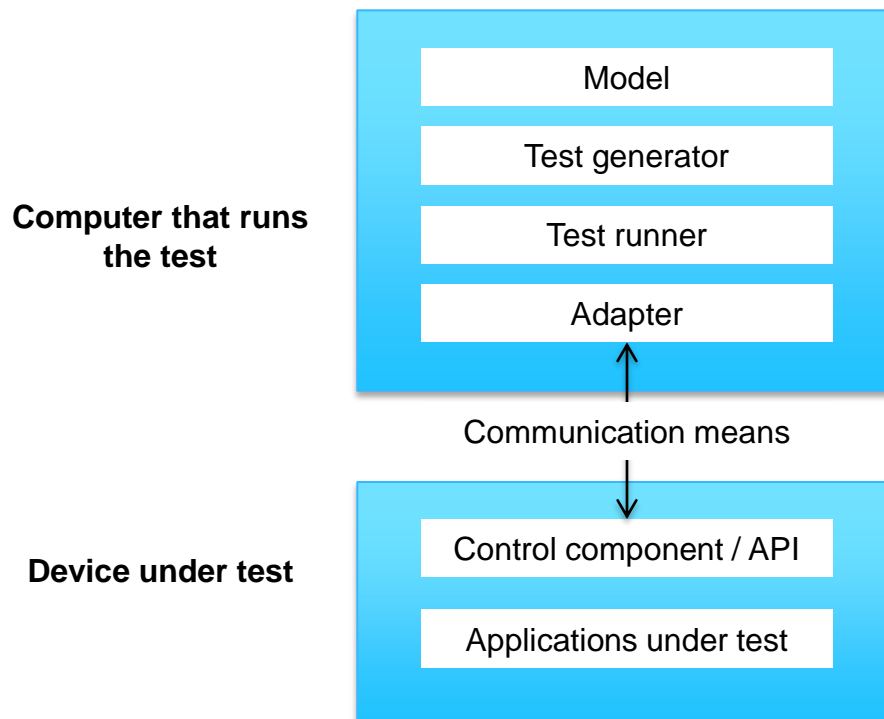 Model
Test generator
Computer that runs
the test
Test runner
Adapter
Communication means
Control component / API
Device under test
Applications under test